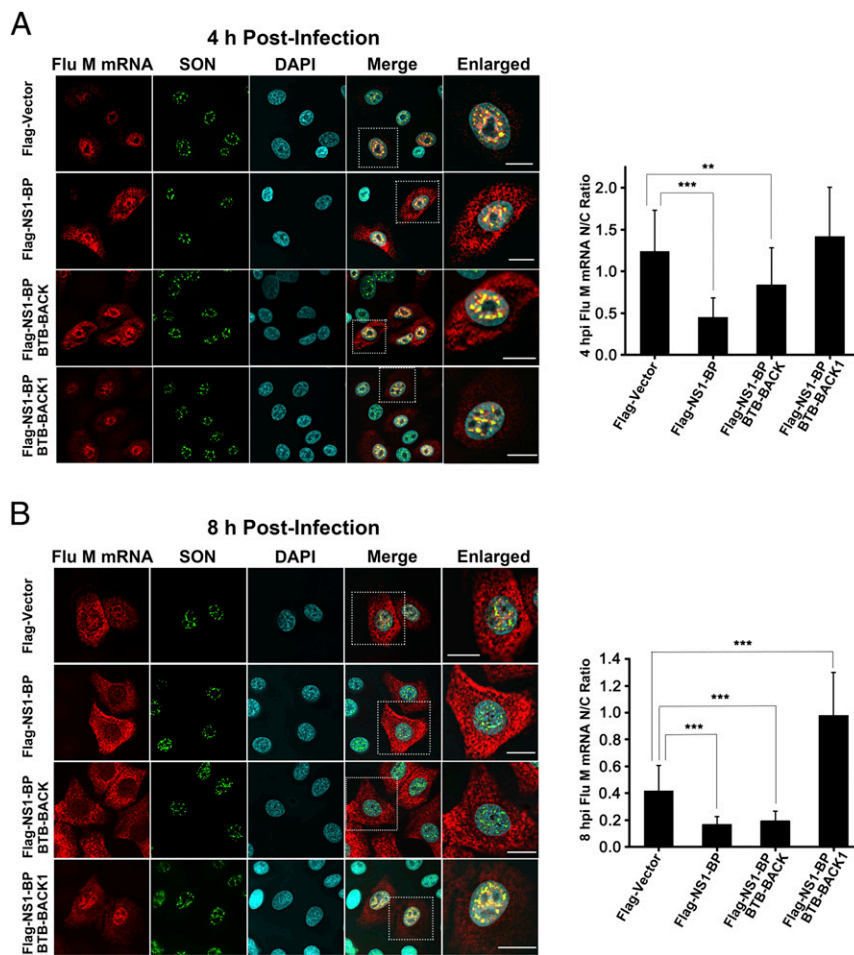 A
4 h Post-Infection
Flu M mRNA SON DAPI Merge Enlarged
Flag-Vector
Flag-NS1-BP
Flag-NS1-BP
BTB-BACK
Flag-NS1-BP
BTB-BACK1
4 hpi Flu M mRNA N/C Ratio
2.0
1.5
1.0
0.5
0.0
**
***
Flag-Vector
Flag-NS1-BP
Flag-NS1-BP
BTB-BACK
Flag-NS1-BP
BTB-BACK1
B
8 h Post-Infection
Flu M mRNA SON DAPI Merge Enlarged
Flag-Vector
Flag-NS1-BP
Flag-NS1-BP
BTB-BACK
Flag-NS1-BP
BTB-BACK1
8 hpi Flu M mRNA N/C Ratio
1.4
1.2
1.0
0.8
0.6
0.4
0.2
0.0
***
***
***
Flag-Vector
Flag-NS1-BP
Flag-NS1-BP
BTB-BACK
Flag-NS1-BP
BTB-BACK1